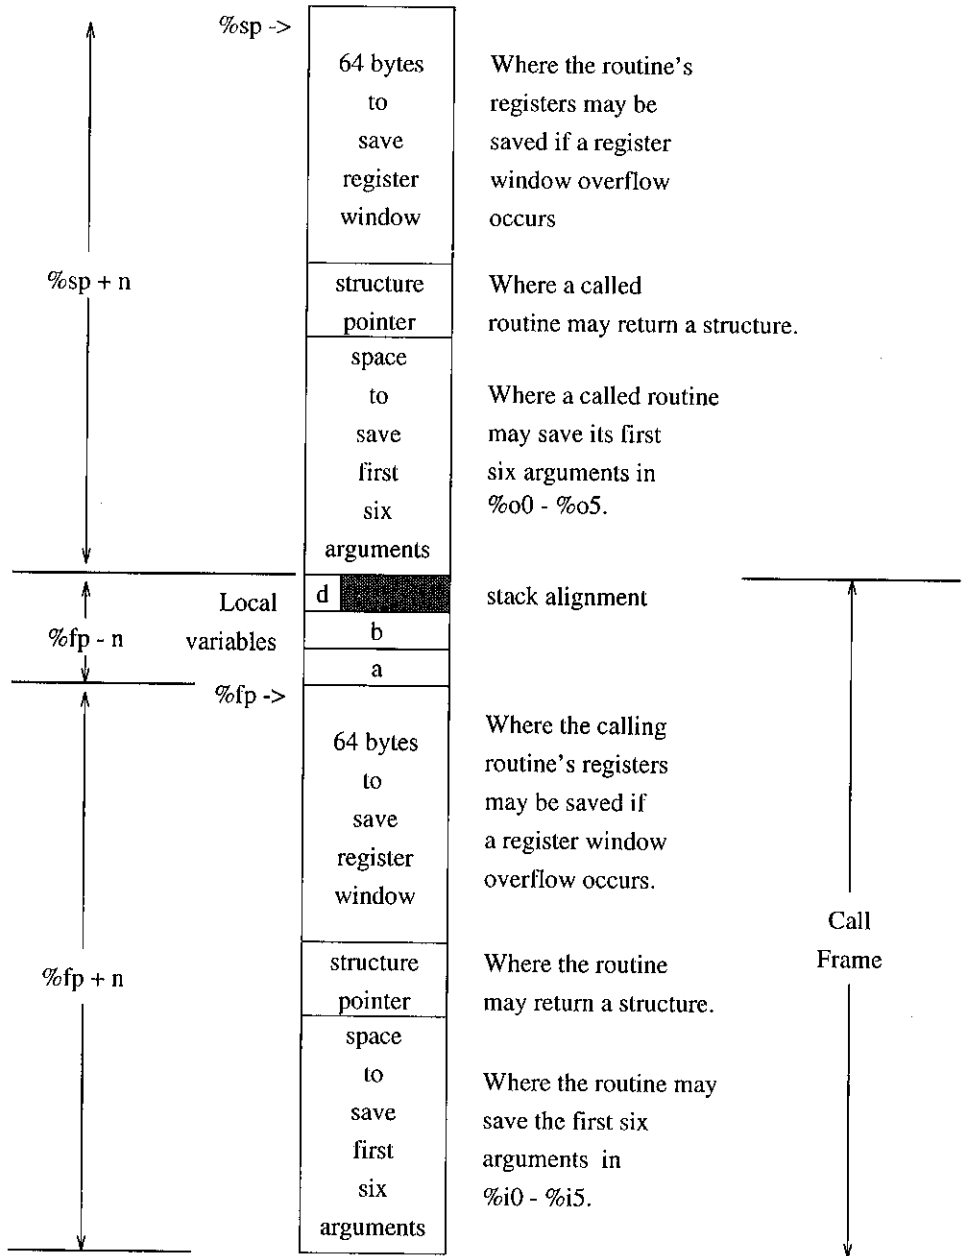 %sp ->
64 bytes
to
save
register
window
Where the routine's
registers may be
saved if a register
window overflow
occurs
%sp + n
structure
pointer
Where a called
routine may return a structure.
space
to
save
first
six
arguments
Where a called routine
may save its first
six arguments in
%o0 - %o5.
Local
variables
%fp - n
d
b
a
stack alignment
%fp ->
64 bytes
to
save
register
window
Where the calling
routine's registers
may be saved if
a register window
overflow occurs.
Call
Frame
%fp + n
structure
pointer
Where the routine
may return a structure.
space
to
save
first
six
arguments
Where the routine may
save the first six
arguments in
%i0 - %i5.